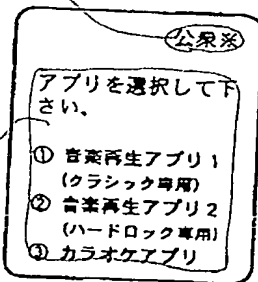 公衆※
アプリを選択して下
さい、
① 音楽再生アプリ1
(クラシック専用)
② 音楽再生アプリ2
(ハードロック専用)
③ カラオケアプリ